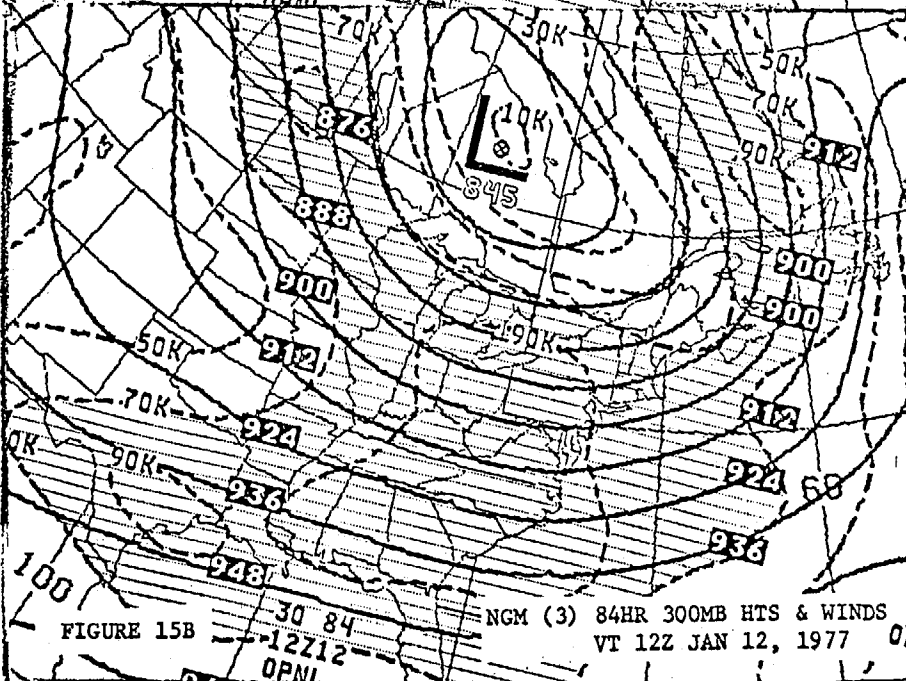 70K
30K
50K
10K
70K
876
90K
912
845
888
900
900
900
90K
50K
912
70K
912
924
90K
924
60
936
936
948
100
30 84
12Z12
OPNL
FIGURE 15B
NGM (3) 84HR 300MB HTS & WINDS
VT 12Z JAN 12, 1977